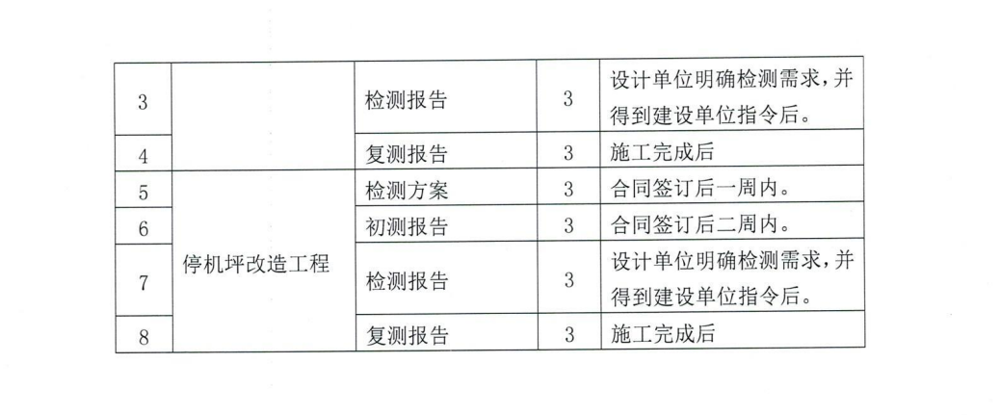 3 检测报告 3 设计单位明确检测需求,并
得到建设单位指令后。
4 复测报告 3 施工完成后
5 检测方案 3 合同签订后一周内。
6 初测报告 3 合同签订后二周内。
停机坪改造工程
7 检测报告 3 设计单位明确检测需求,并
得到建设单位指令后。
8 复测报告 3 施工完成后